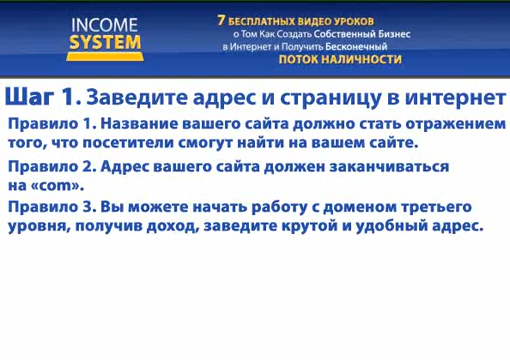 INCOME
SYSTEM
7 БЕСПЛАТНЫХ ВИДЕО УРОКОВ
о Том Как Создать Собственный Бизнес
в Интернет и Получить Бесконечный
ПОТОК НАЛИЧНОСТИ
Шаг 1. Заведите адрес и страницу в интернет
Правило 1. Название вашего сайта должно стать отражением
того, что посетители смогут найти на вашем сайте.
Правило 2. Адрес вашего сайта должен заканчиваться
на «com».
Правило 3. Вы можете начать работу с доменом третьего
уровня, получив доход, заведите крутой и удобный адрес.